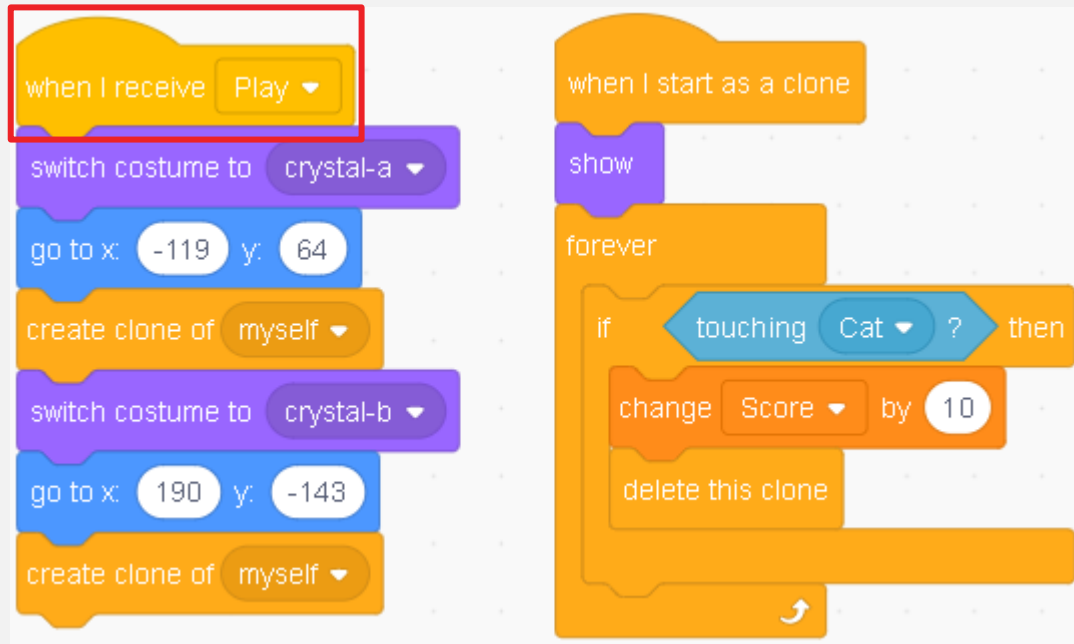 when I receive Play
switch costume to crystal-a
go to x: -119 y: 64
create clone of myself
switch costume to crystal-b
go to x: 190 y: -143
create clone of myself
when I start as a clone
show
forever
if touching Cat ? then
change Score by 10
delete this clone